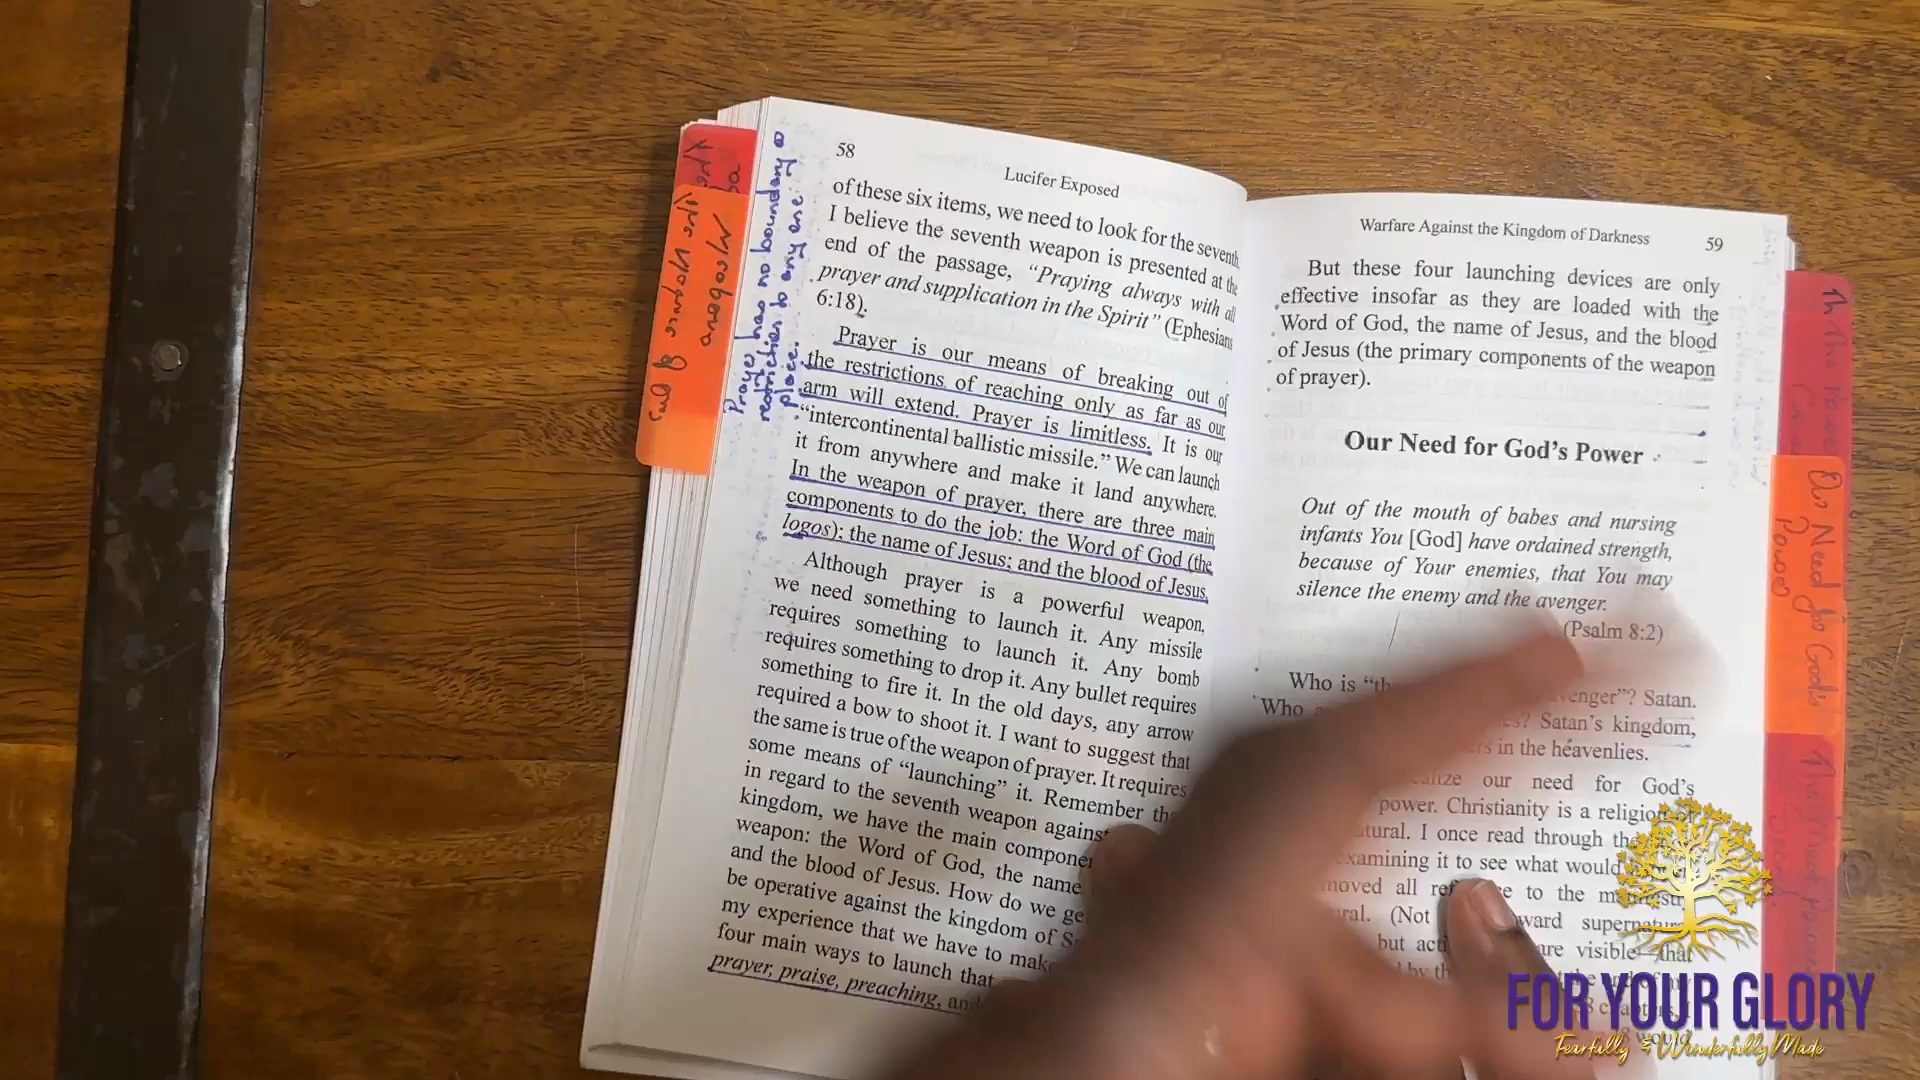 58
Lucifer Exposed
of these six items, we need to look for the seventh.
I believe the seventh weapon is presented at the
end of the passage, “Praying always with all
prayer and supplication in the Spirit” (Ephesians
6:18).
Prayer is our means of breaking out of
the restrictions of reaching only as far as our
arm will extend. Prayer is limitless. It is our
“intercontinental ballistic missile.” We can launch
it from anywhere and make it land anywhere.
In the weapon of prayer, there are three main
components to do the job: the Word of God (the
logos); the name of Jesus; and the blood of Jesus.
Although prayer is a powerful weapon,
we need something to launch it. Any missile
requires something to launch it. Any bomb
requires something to drop it. Any bullet requires
something to fire it. In the old days, any arrow
required a bow to shoot it. I want to suggest that
the same is true of the weapon of prayer. It requires
some means of “launching” it. Remember
in regard to the seventh weapon against
kingdom, we have the main
weapon: the Word of God, the name
and the blood of Jesus. How do we
be operative against the kingdom of
my experience that we have to make
four main ways to launch that
prayer, praise, preaching, and
Prayer has no boundary or
restriction to any one
place.
Warfare Against the Kingdom of Darkness
59
But these four launching devices are only
effective insofar as they are loaded with the
Word of God, the name of Jesus, and the blood
of Jesus (the primary components of the weapon
of prayer).
Our Need for God’s Power
Out of the mouth of babes and nursing
infants You [God] have ordained strength,
because of Your enemies, that You may
silence the enemy and the avenger.
(Psalm 8:2)
Who is avenger”? Satan.
Who Satan’s kingdom,
in the heavenlies.
our need for God’s
power. Christianity is a religion
I once read through the
examining it to see what would
all to the
supernatural
but are visible—that
Our Need for God's
Power
FOR YOUR GLORY
Fearfully & Wonderfully Made